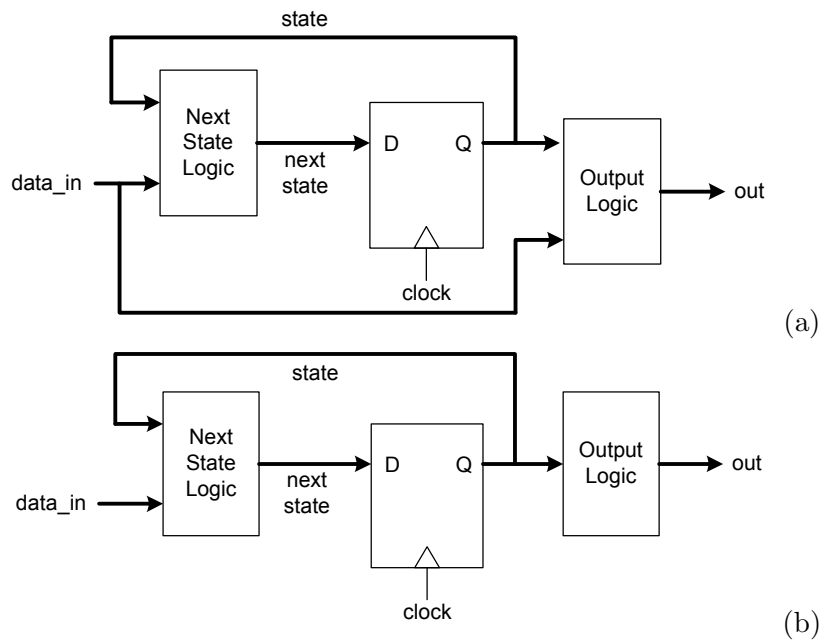 state
Next
State
Logic
next
state
D Q
clock
data_in
Output
Logic
out
(a)
state
Next
State
Logic
next
state
D Q
clock
data_in
Output
Logic
out
(b)